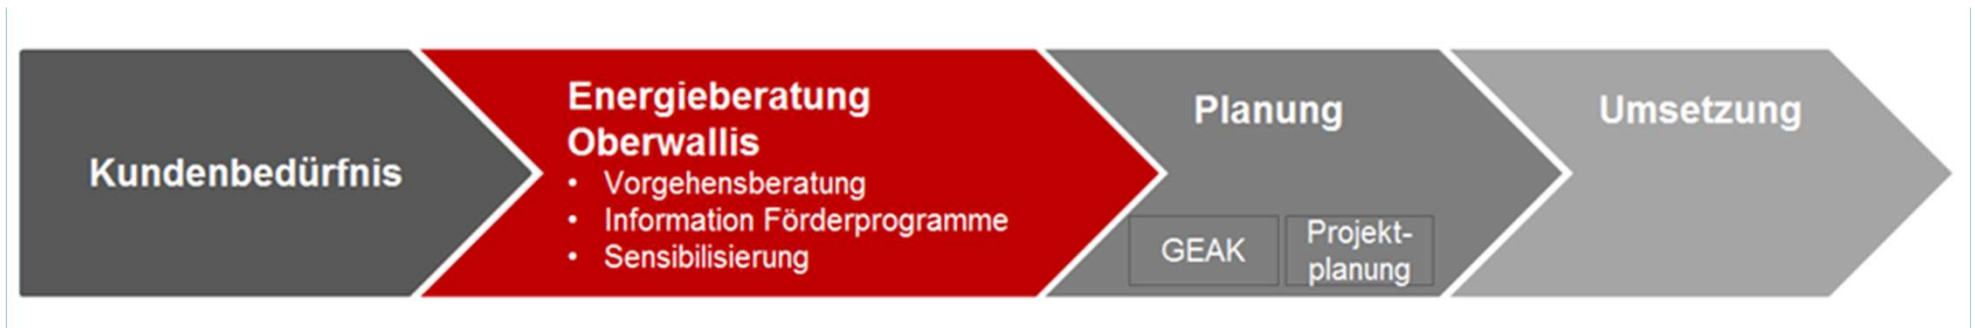 Kundenbedürfnis
Energieberatung
Oberwallis
• Vorgehensberatung
• Information Förderprogramme
• Sensibilisierung
Planung
GEAK
Projekt-
planung
Umsetzung